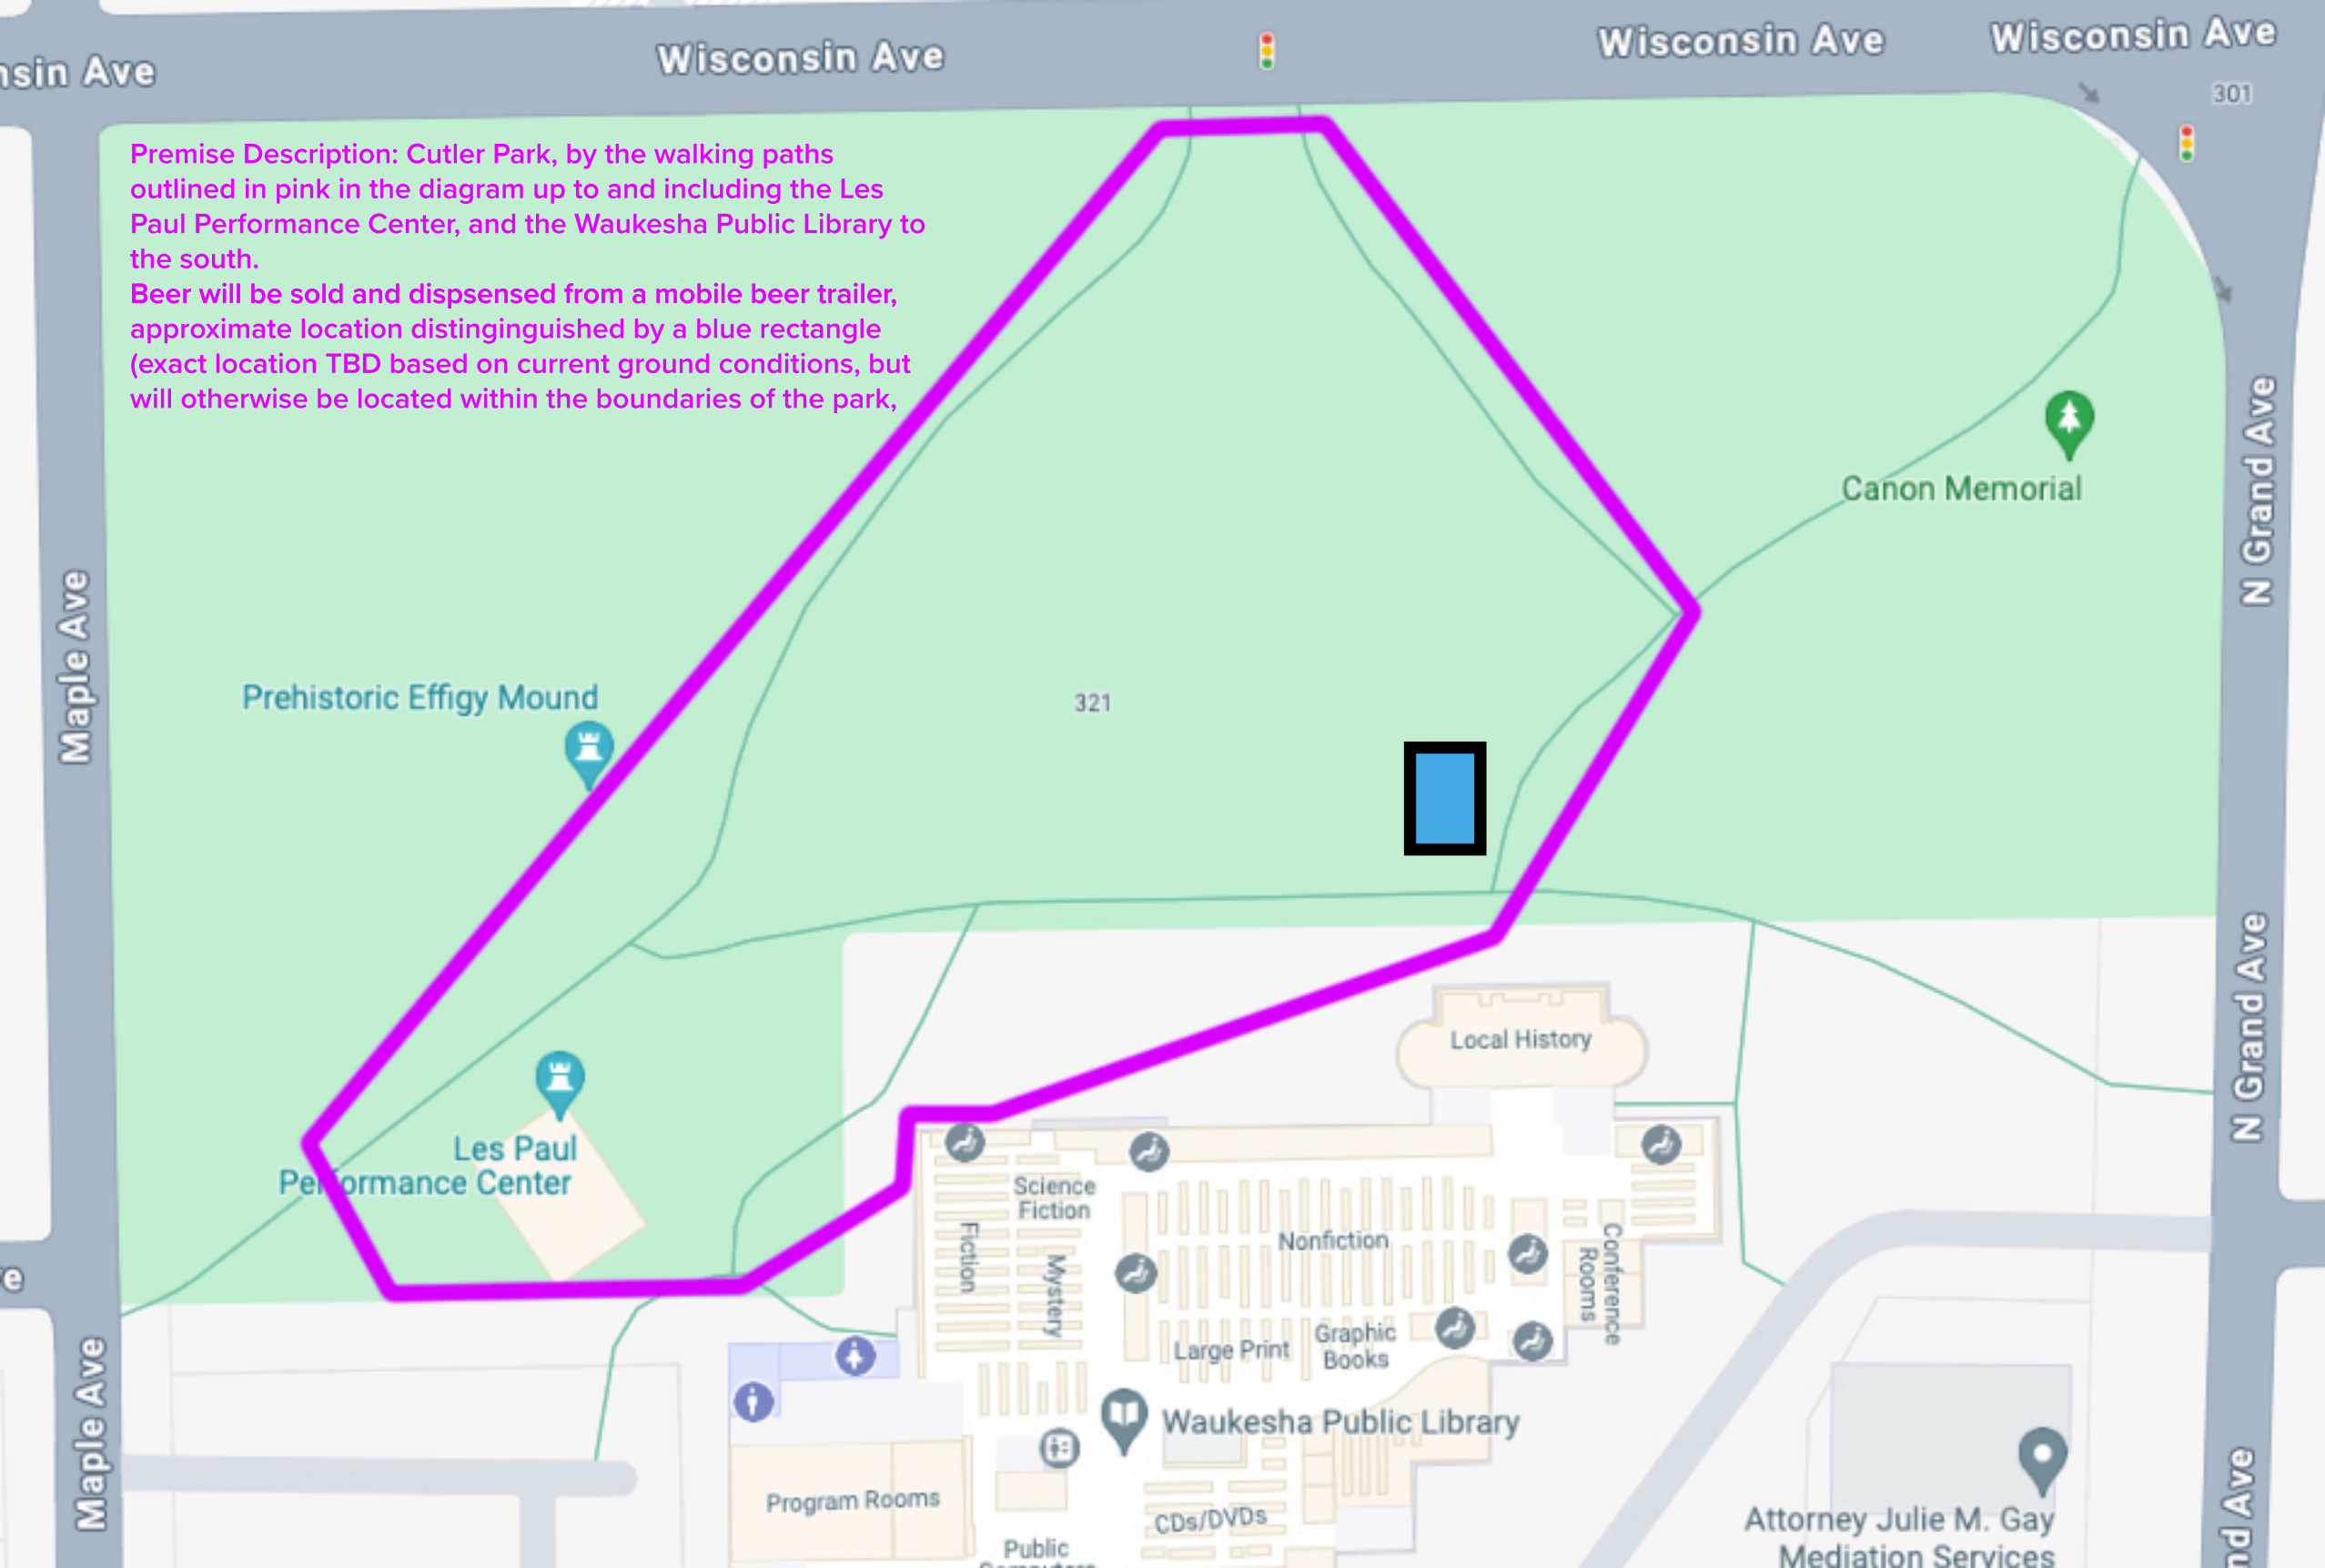 Wisconsin Ave
Wisconsin Ave
Wisconsin Ave
nsin Ave
301
Premise Description: Cutler Park, by the walking paths
outlined in pink in the diagram up to and including the Les
Paul Performance Center, and the Waukesha Public Library to
the south.
Beer will be sold and dispsensed from a mobile beer trailer,
approximate location distinginguished by a blue rectangle
(exact location TBD based on current ground conditions, but
will otherwise be located within the boundaries of the park,
Canon Memorial
N Grand Ave
Maple Ave
Prehistoric Effigy Mound
321
N Grand Ave
Local History
Les Paul
Performance Center
Science
Fiction
Fiction
Mystery
Nonfiction
Conference
Rooms
Large Print
Graphic
Books
Maple Ave
Waukesha Public Library
Program Rooms
CDs/DVDs
Public
Attorney Julie M. Gay
Mediation Services
nd Ave